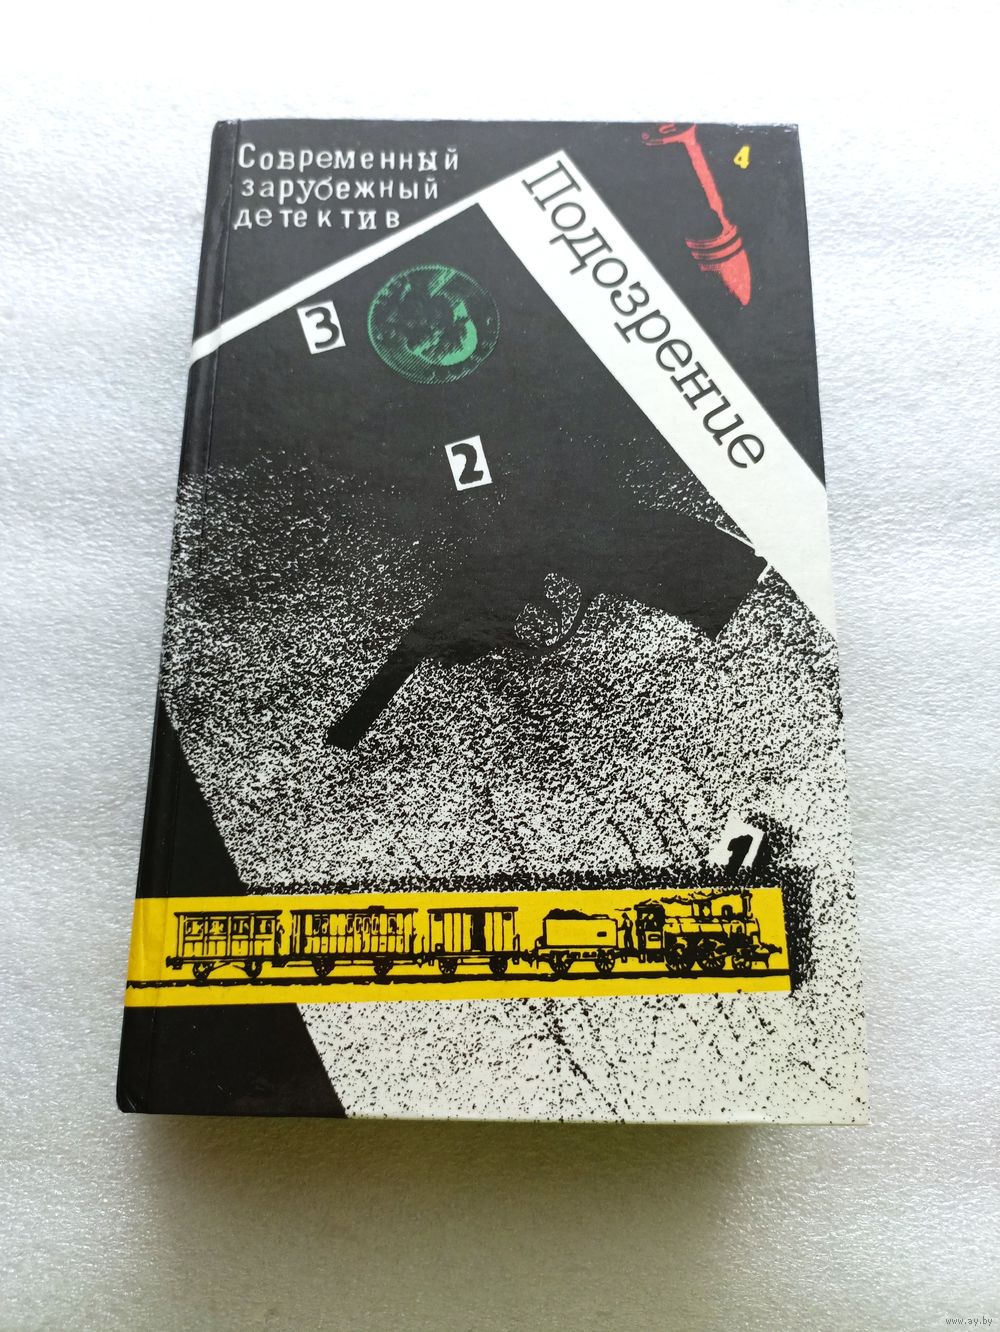 Современный
зарубежный
детектив
Подозрение
4
3
2
1
www.ay.by